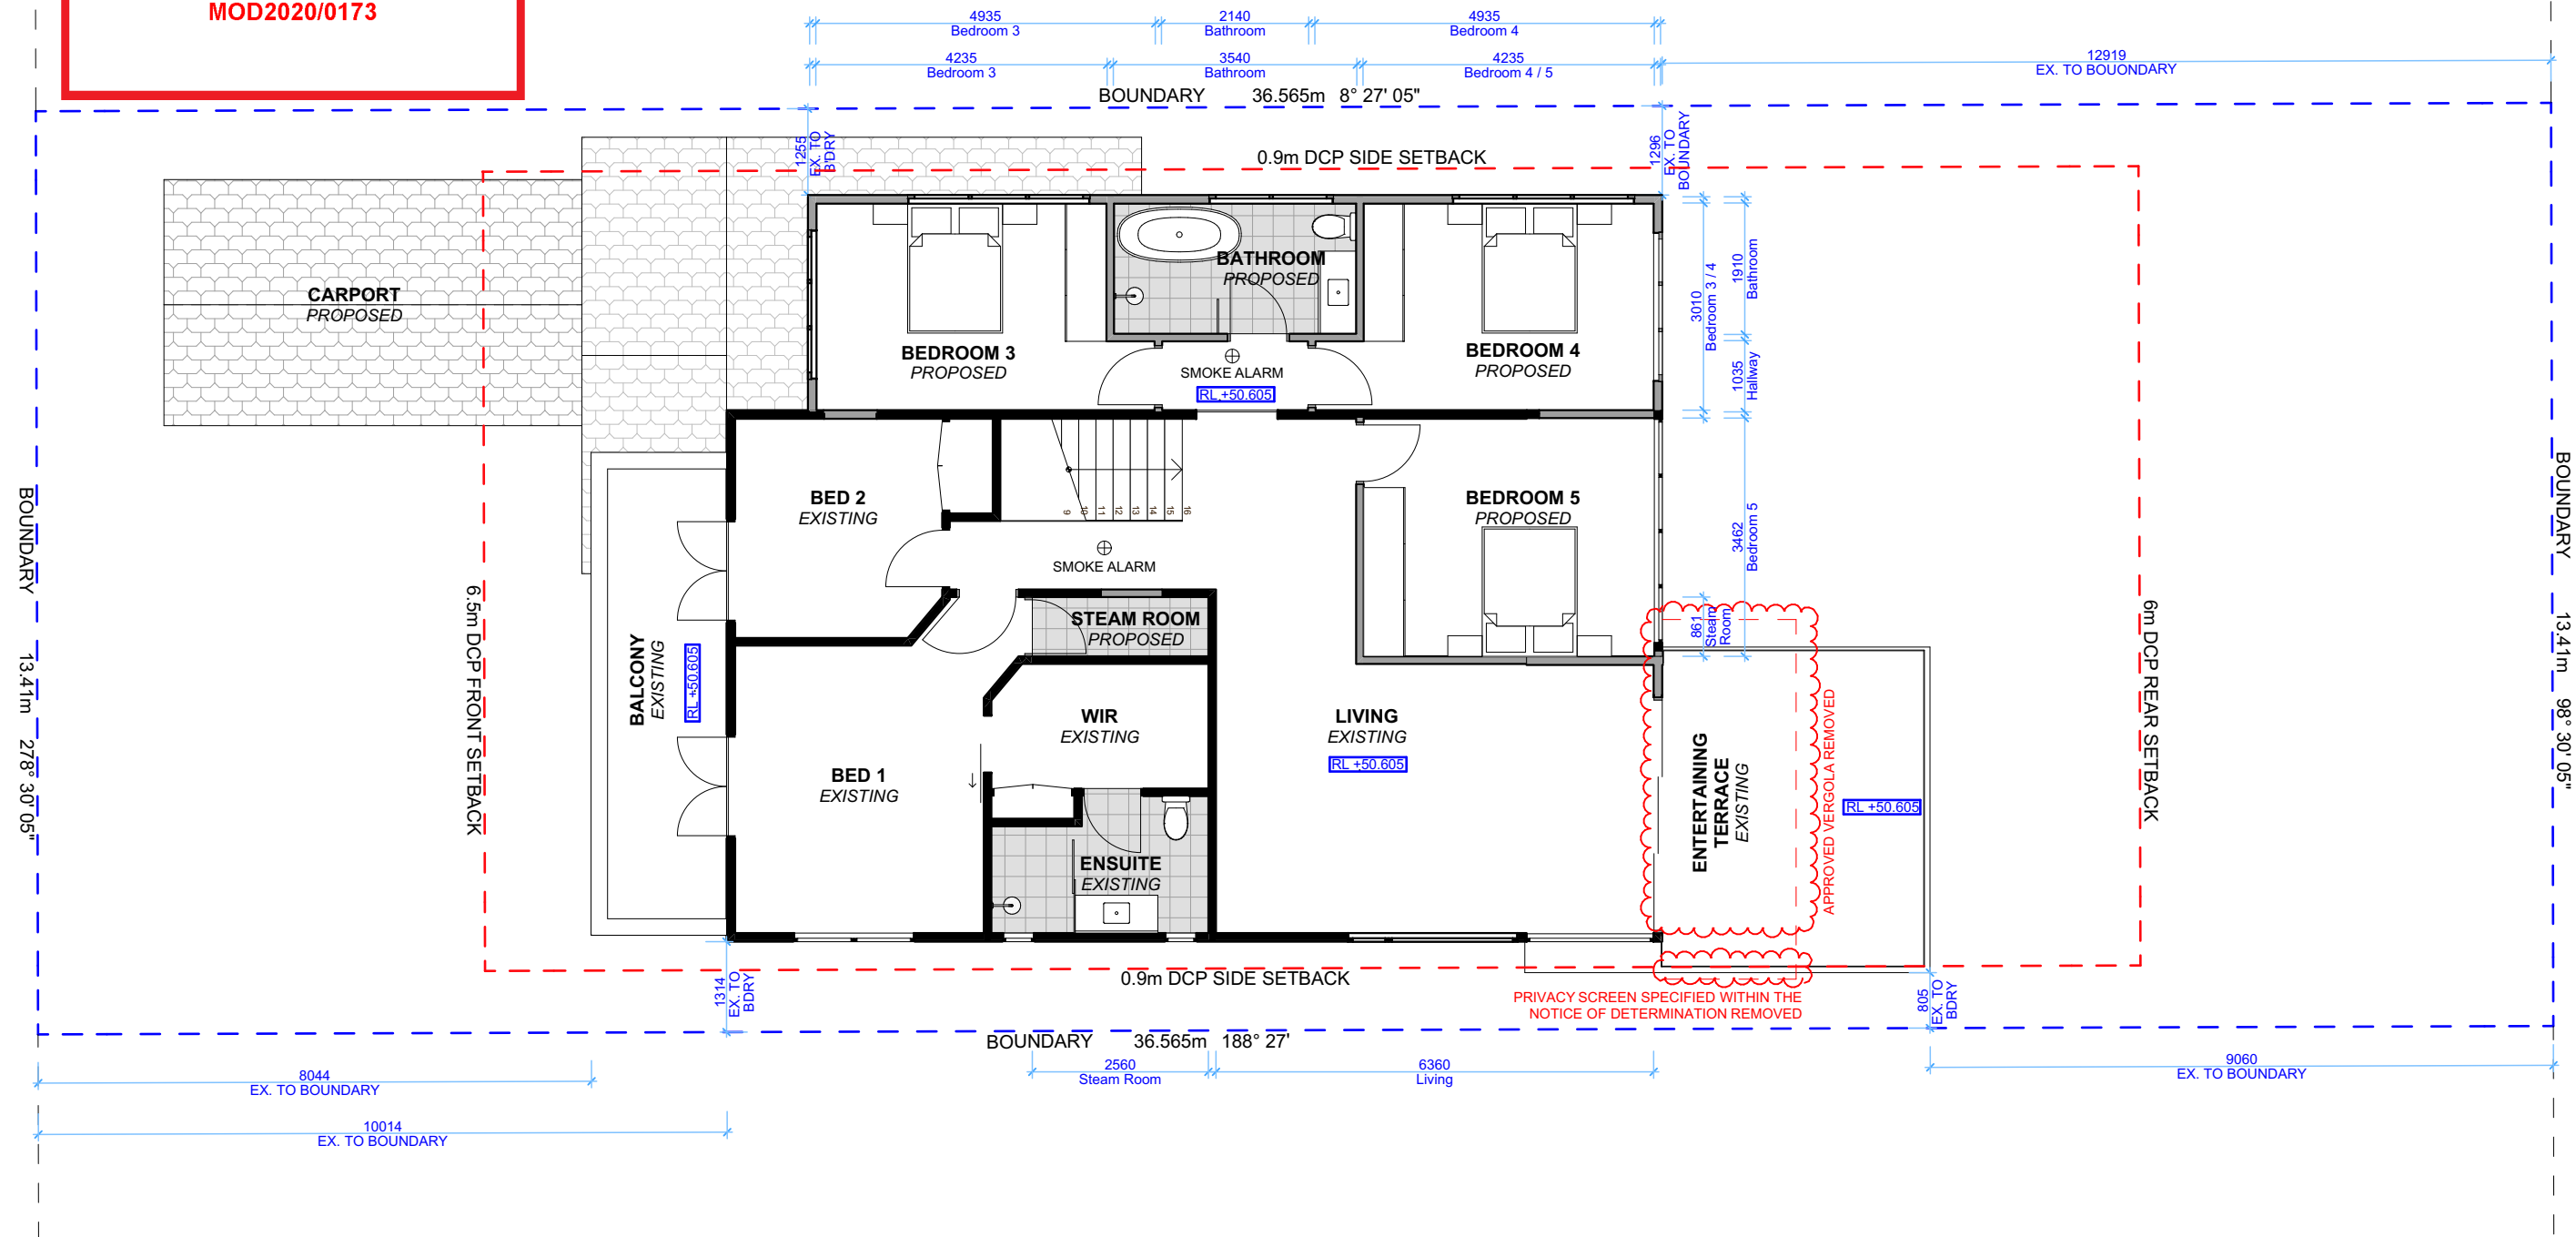 MOD2020/0173
4935
Bedroom 3
2140
Bathroom
4935
Bedroom 4
4235
Bedroom 3
3540
Bathroom
4235
Bedroom 4 / 5
12919
EX. TO BOUONDARY
BOUNDARY 36.565m 8° 27' 05"
1255
EX. TO
B'DRY
0.9m DCP SIDE SETBACK
1296
EX. TO
BOUNDARY
CARPORT
PROPOSED
BEDROOM 3
PROPOSED
BATHROOM
PROPOSED
SMOKE ALARM
RL +50.605
BEDROOM 4
PROPOSED
3010
Bedroom 3 / 4
1910
Bathroom
1035
Hallway
BED 2
EXISTING
9
10
11
12
13
14
15
16
SMOKE ALARM
BEDROOM 5
PROPOSED
3462
Bedroom 5
861
Steam
Room
STEAM ROOM
PROPOSED
BOUNDARY 13.41m 278° 30' 05"
6.5m DCP FRONT SETBACK
BALCONY
EXISTING
RL +50.605
BED 1
EXISTING
WIR
EXISTING
ENSUITE
EXISTING
LIVING
EXISTING
RL +50.605
ENTERTAINING
TERRACE
EXISTING
APPROVED VERGOLA REMOVED
RL +50.605
6m DCP REAR SETBACK
BOUNDARY 13.41m 98° 30' 05"
0.9m DCP SIDE SETBACK
1314
EX. TO
BDRY
PRIVACY SCREEN SPECIFIED WITHIN THE
NOTICE OF DETERMINATION REMOVED
805
EX. TO
BDRY
BOUNDARY 36.565m 188° 27'
8044
EX. TO BOUNDARY
2560
Steam Room
6360
Living
9060
EX. TO BOUNDARY
10014
EX. TO BOUNDARY